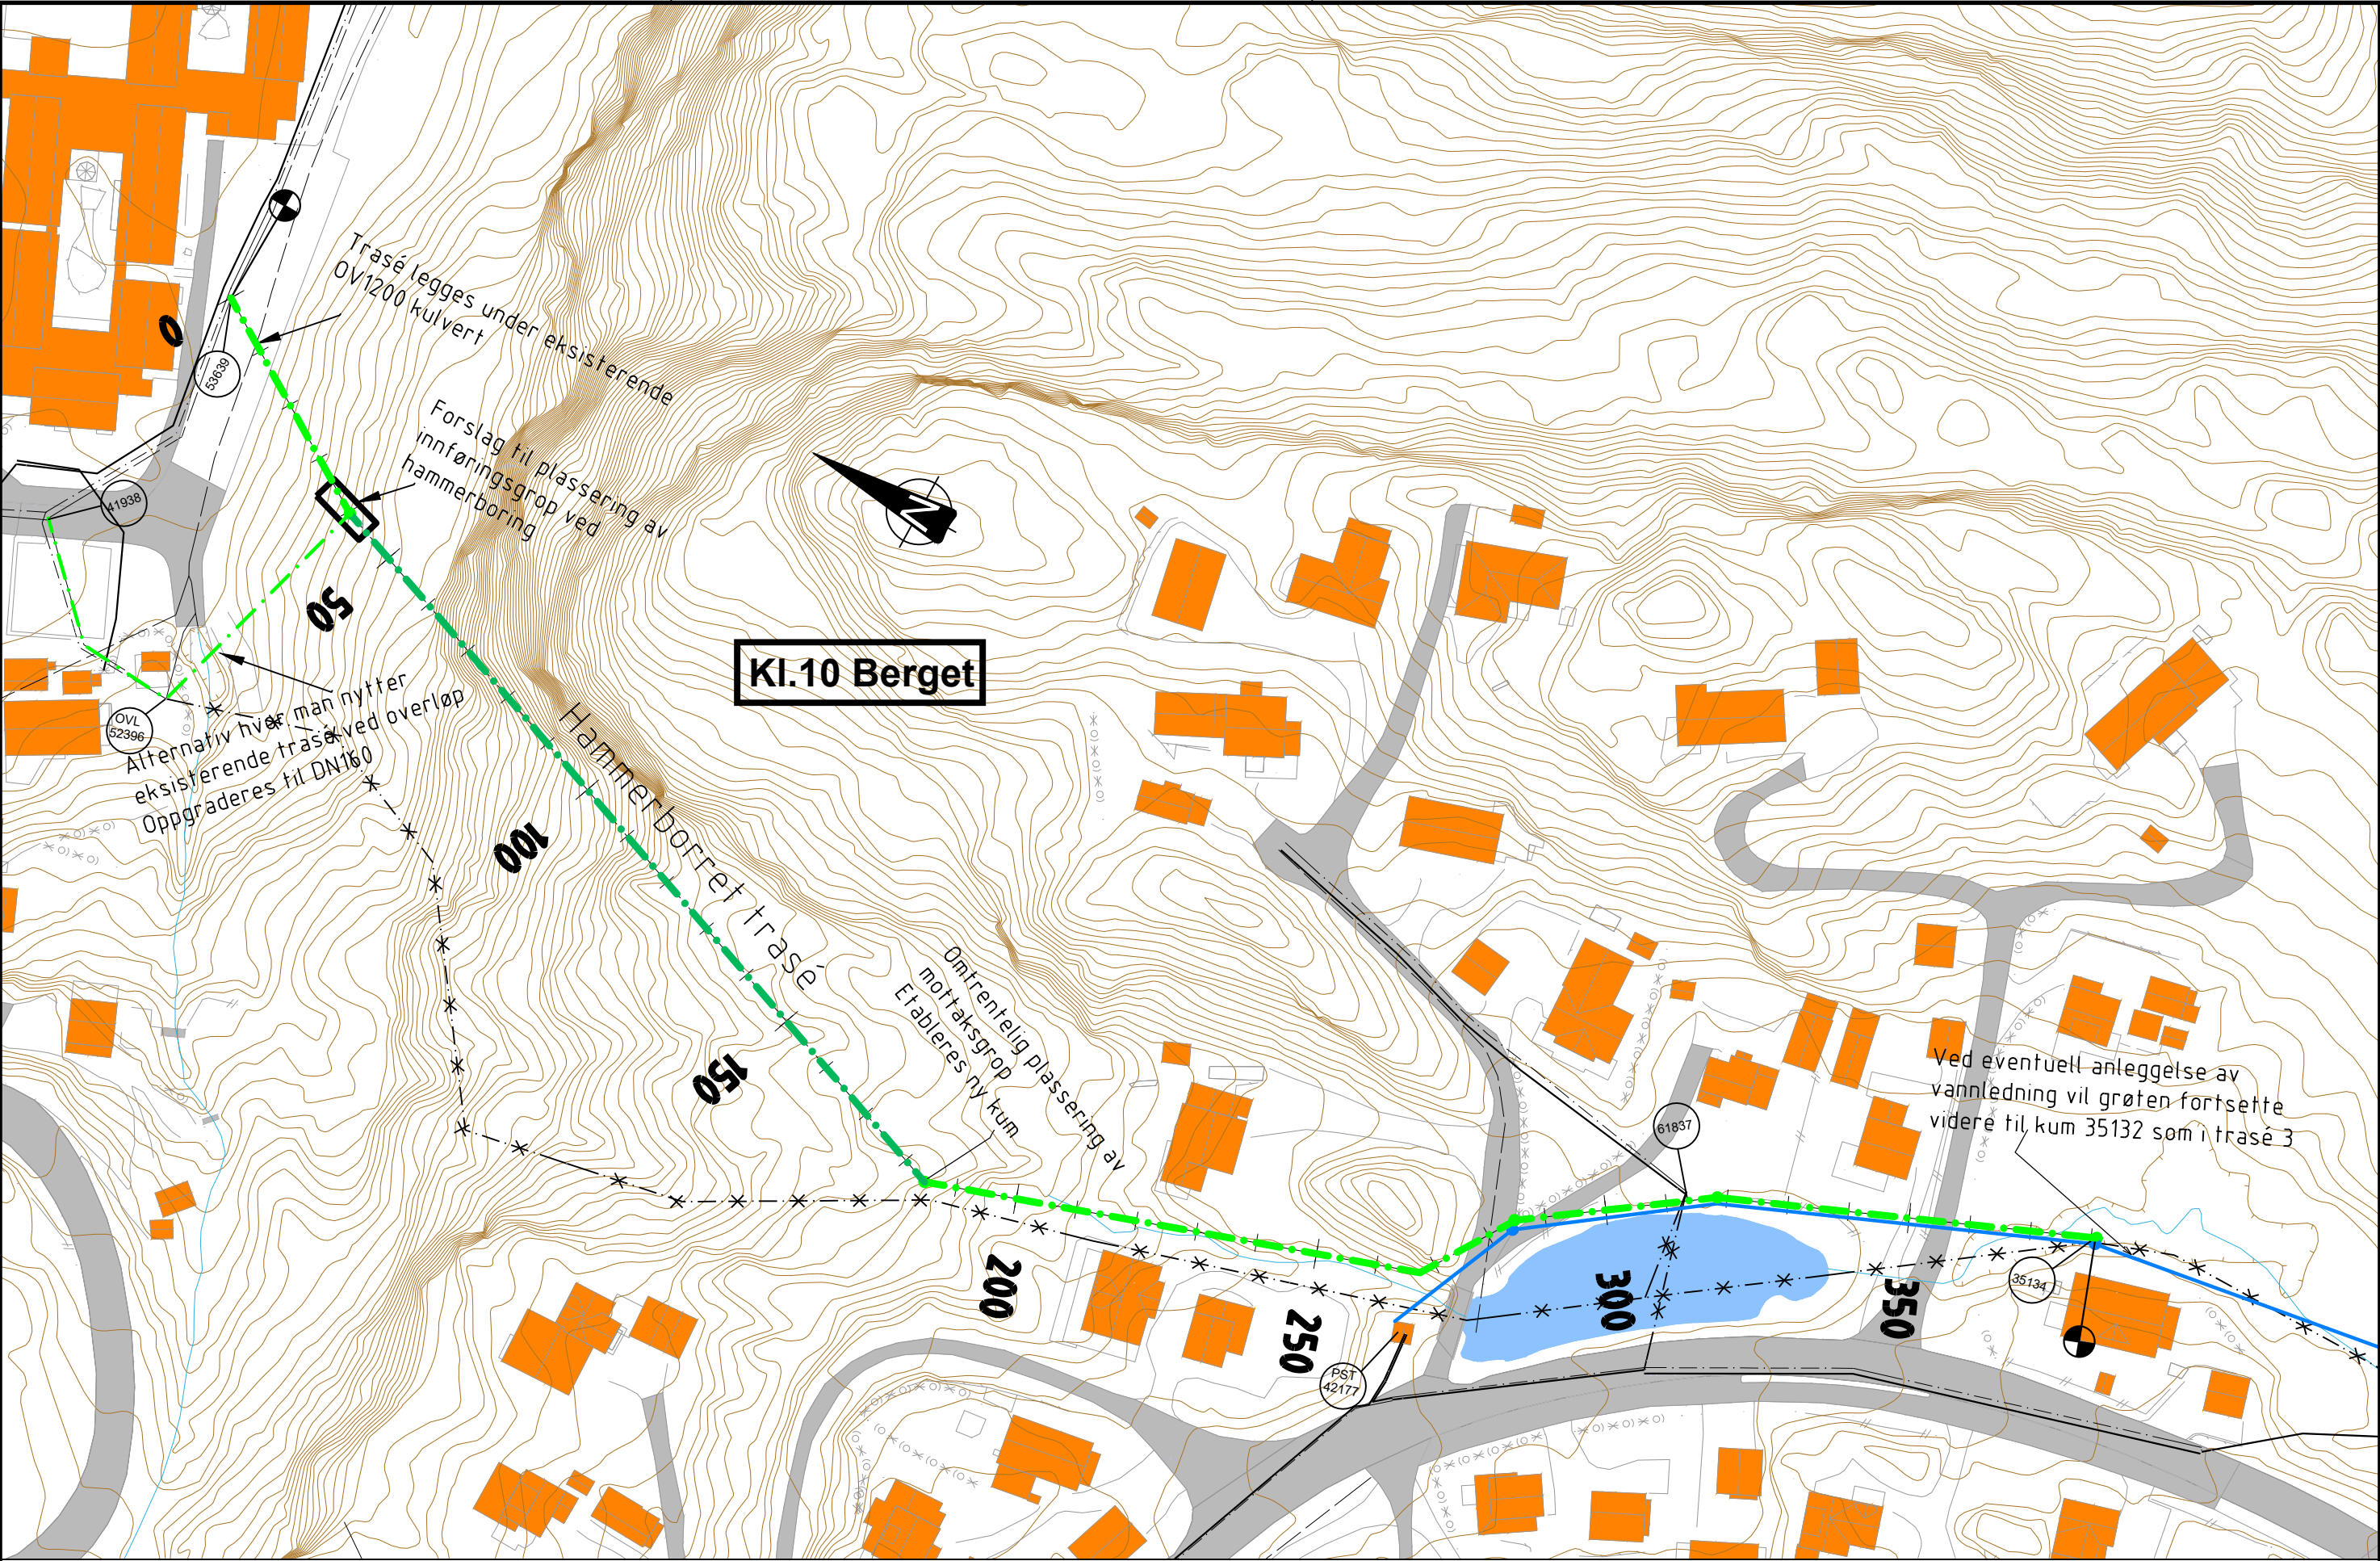 Trasé legges under eksisterende
OV1200 kulvert
0
53639
Forslag til plassering av
innføringsgrop ved
hammerboring
41938
N
50
Kl.10 Berget
OVL
52396
Alternativ hvor man nytter
eksisterende trasé ved overløp
Oppgraderes til DN160
Hammerborret trasé
100
150
Omtrentelig plassering av
mottaksgrop
Etableres ny kum
Ved eventuell anleggelse av
vannledning vil grøten fortsette
videre til kum 35132 som i trasé 3
61837
200
250
300
350
35134
PST
42177